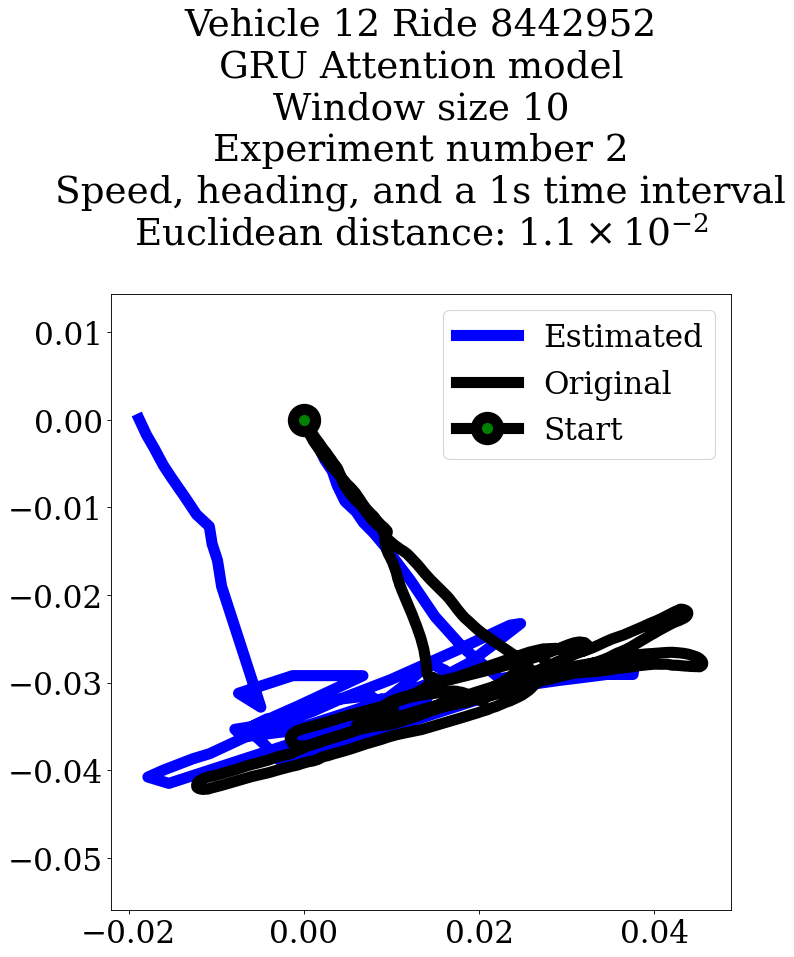 Vehicle 12 Ride 8442952
GRU Attention model
Window size 10
Experiment number 2
Speed, heading, and a 1s time interval
Euclidean distance: 1.1 × 10⁻²
Estimated
Original
Start
0.01
0.00
−0.01
−0.02
−0.03
−0.04
−0.05
−0.02 0.00 0.02 0.04